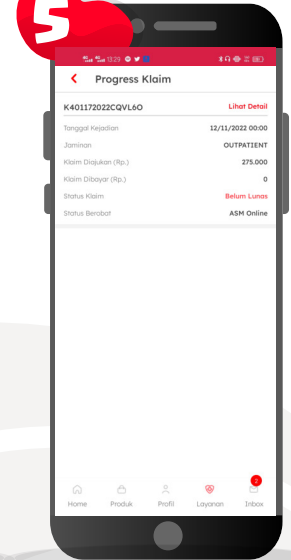 5
13:29
Progress Klaim
K401172022CQVL6O Lihat Detail
Tanggal Kejadian 12/11/2022 00:00
Jaminan OUTPATIENT
Klaim Diajukan (Rp.) 275.000
Klaim Dibayar (Rp.) 0
Status Klaim Belum Lunas
Status Berobat ASM Online
2
Home Produk Profil Layanan Inbox